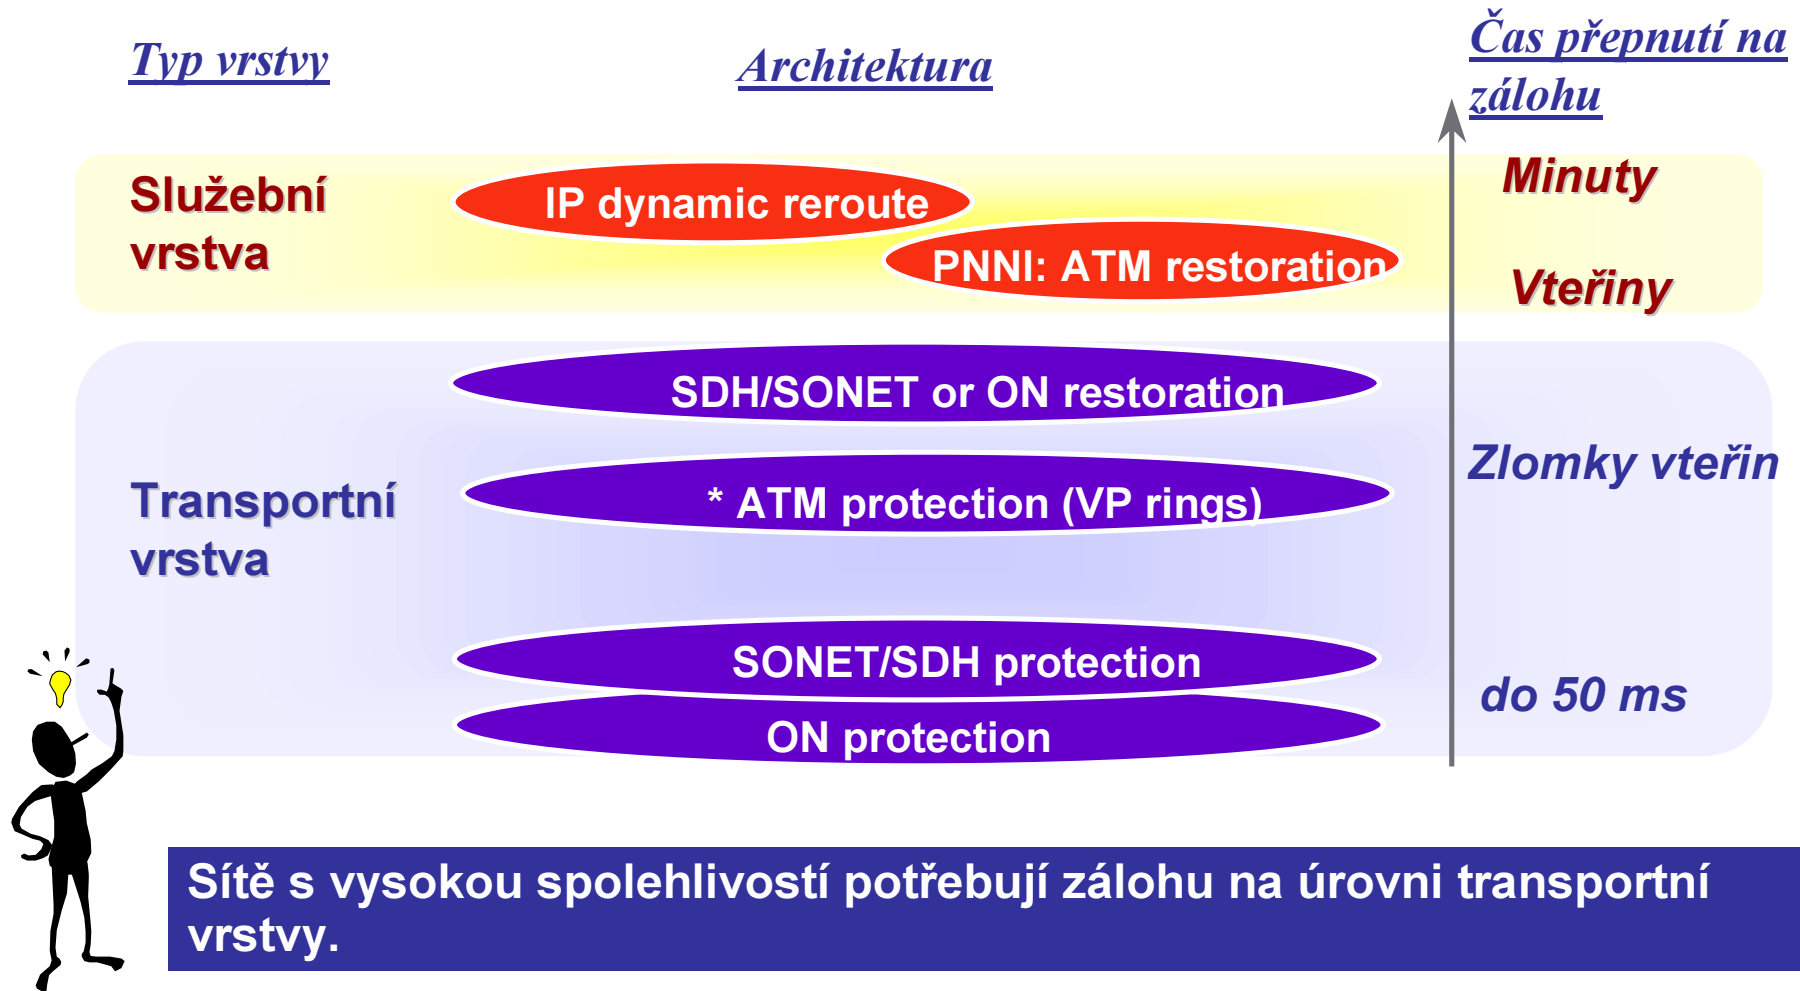 Typ vrstvy
Architektura
Čas přepnutí na
zálohu
Služební
vrstva
IP dynamic reroute
PNNI: ATM restoration
Minuty
Vteřiny
Transportní
vrstva
SDH/SONET or ON restoration
* ATM protection (VP rings)
SONET/SDH protection
ON protection
Zlomky vteřin
do 50 ms
Sítě s vysokou spolehlivostí potřebují zálohu na úrovni transportní
vrstvy.